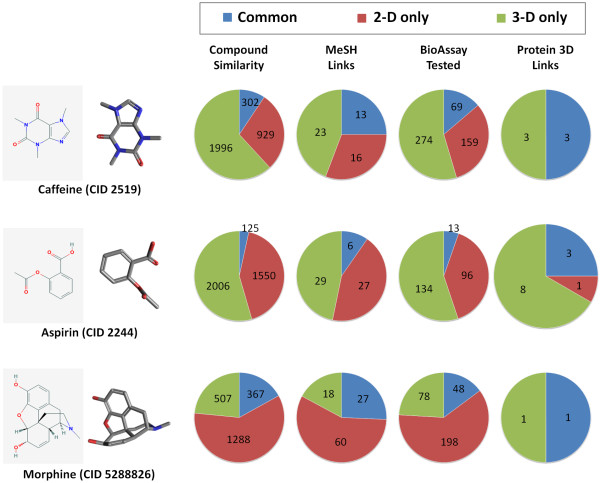 Common 2-D only 3-D only
Compound Similarity
MeSH Links
BioAssay Tested
Protein 3D Links
302 929 1996
13 16 23
69 159 274
3 3
Caffeine (CID 2519)
125 1550 2006
6 27 29
13 96 134
3 1 8
Aspirin (CID 2244)
367 1288 507
27 60 18
48 198 78
1 1
Morphine (CID 5288826)